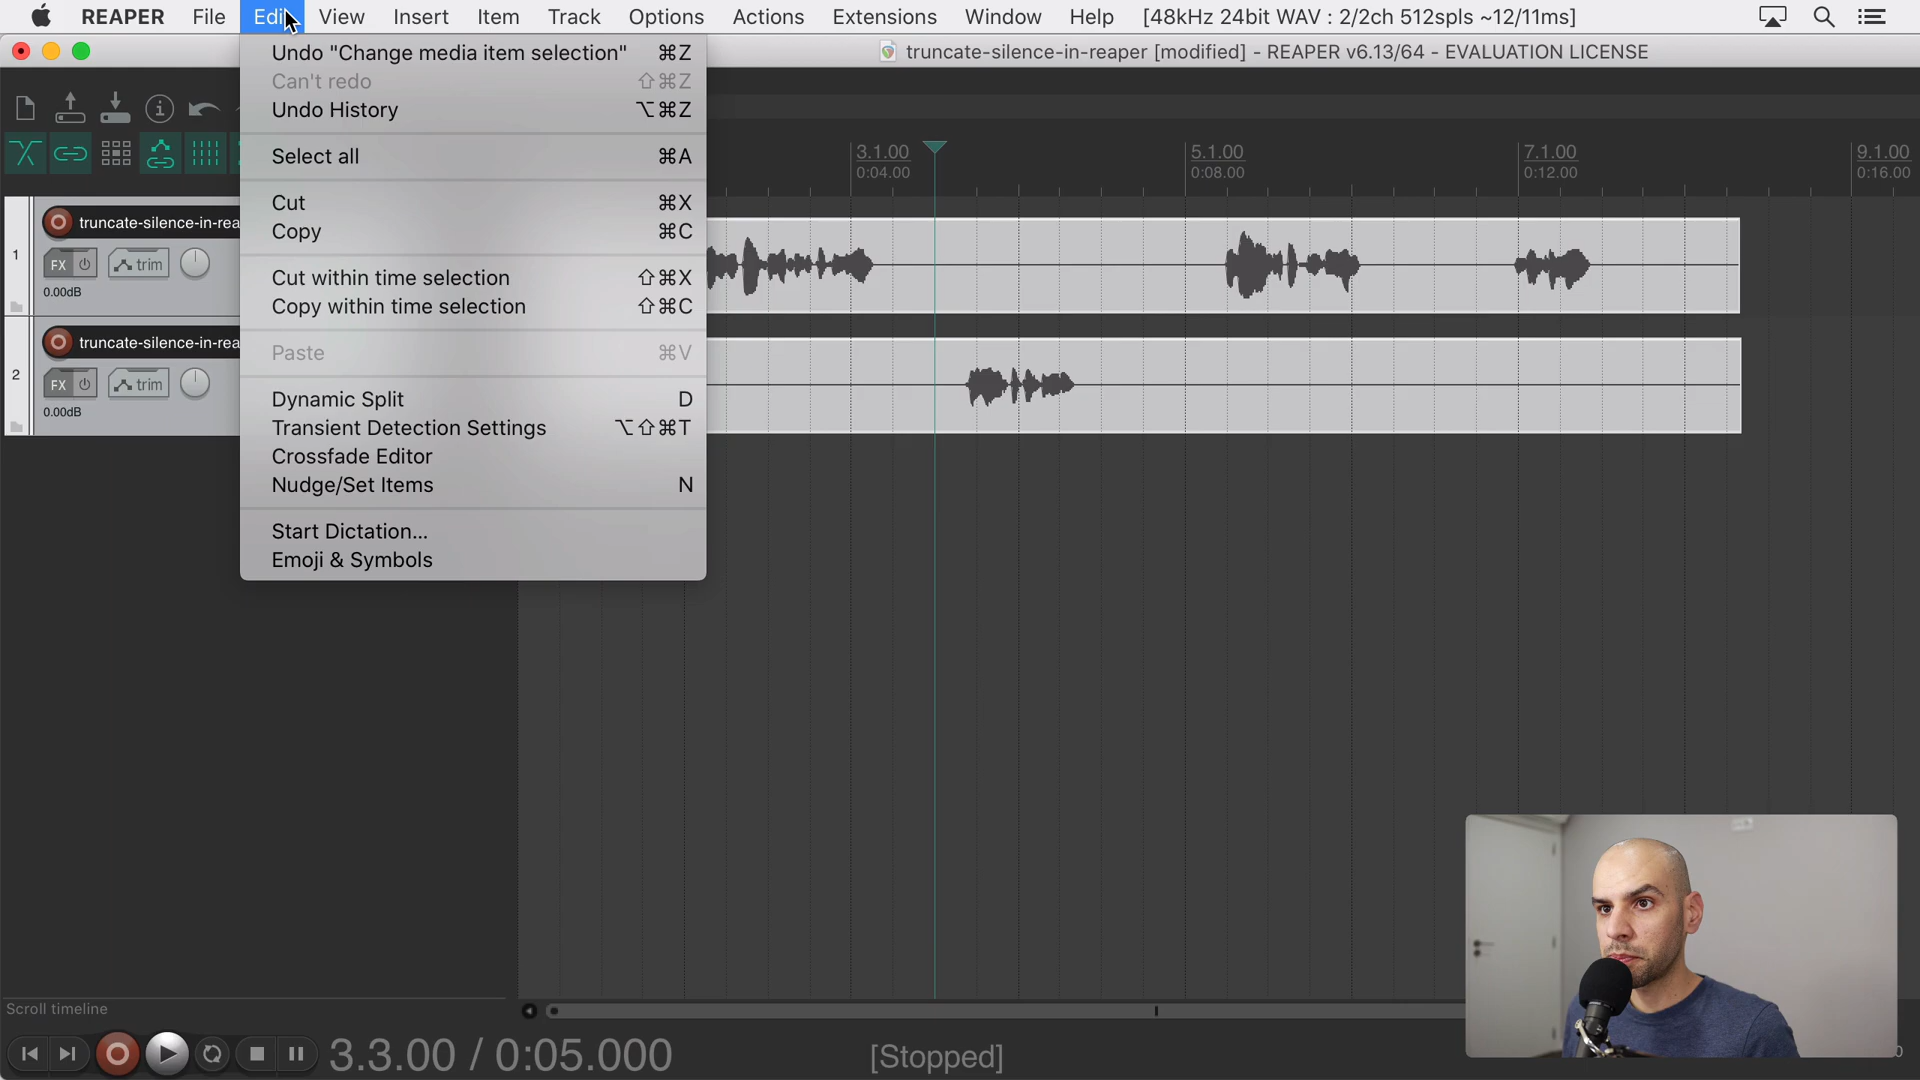 REAPER File Edit View Insert Item Track Options Actions Extensions Window Help [48kHz 24bit WAV : 2/2ch 512spls ~12/11ms]
truncate-silence-in-reaper [modified] - REAPER v6.13/64 - EVALUATION LICENSE
Undo "Change media item selection" ⌘Z
Can't redo ⇧⌘Z
Undo History ⌥⌘Z
Select all ⌘A
Cut ⌘X
Copy ⌘C
Cut within time selection ⇧⌘X
Copy within time selection ⇧⌘C
Paste ⌘V
Dynamic Split D
Transient Detection Settings ⌥⇧⌘T
Crossfade Editor
Nudge/Set Items N
Start Dictation...
Emoji & Symbols
3.1.00 5.1.00 7.1.00 9.1.00
0:04.00 0:08.00 0:12.00 0:16.00
1
truncate-silence-in-rea
FX trim
0.00dB
2
truncate-silence-in-rea
FX trim
0.00dB
Scroll timeline
3.3.00 / 0:05.000
[Stopped]